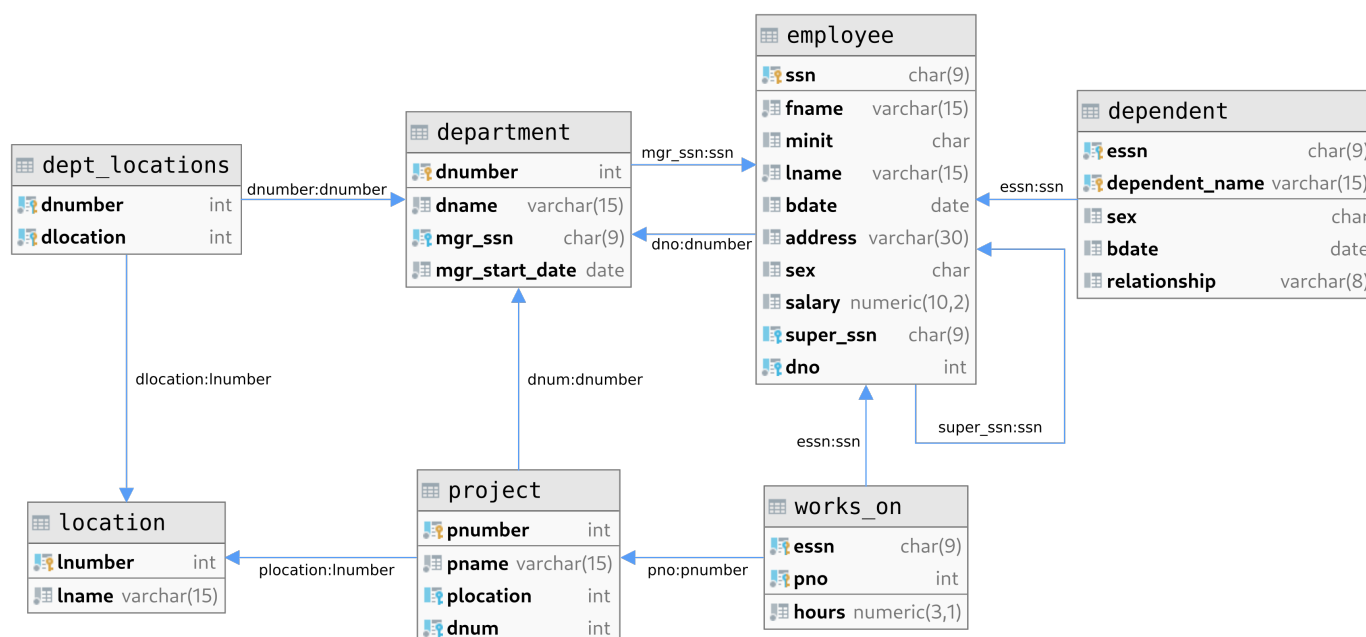 employee
ssn char(9)
fname varchar(15)
minit char
lname varchar(15)
bdate date
address varchar(30)
sex char
salary numeric(10,2)
super_ssn char(9)
dno int
dependent
essn char(9)
dependent_name varchar(15)
sex char
bdate date
relationship varchar(8)
department
dnumber int
dname varchar(15)
mgr_ssn char(9)
mgr_start_date date
dept_locations
dnumber int
dlocation int
mgr_ssn:ssn
dnumber:dnumber
dno:dnumber
essn:ssn
dlocation:lnumber
dnum:dnumber
super_ssn:ssn
essn:ssn
location
lnumber int
lname varchar(15)
plocation:lnumber
project
pnumber int
pname varchar(15)
plocation int
dnum int
pno:pnumber
works_on
essn char(9)
pno int
hours numeric(3,1)